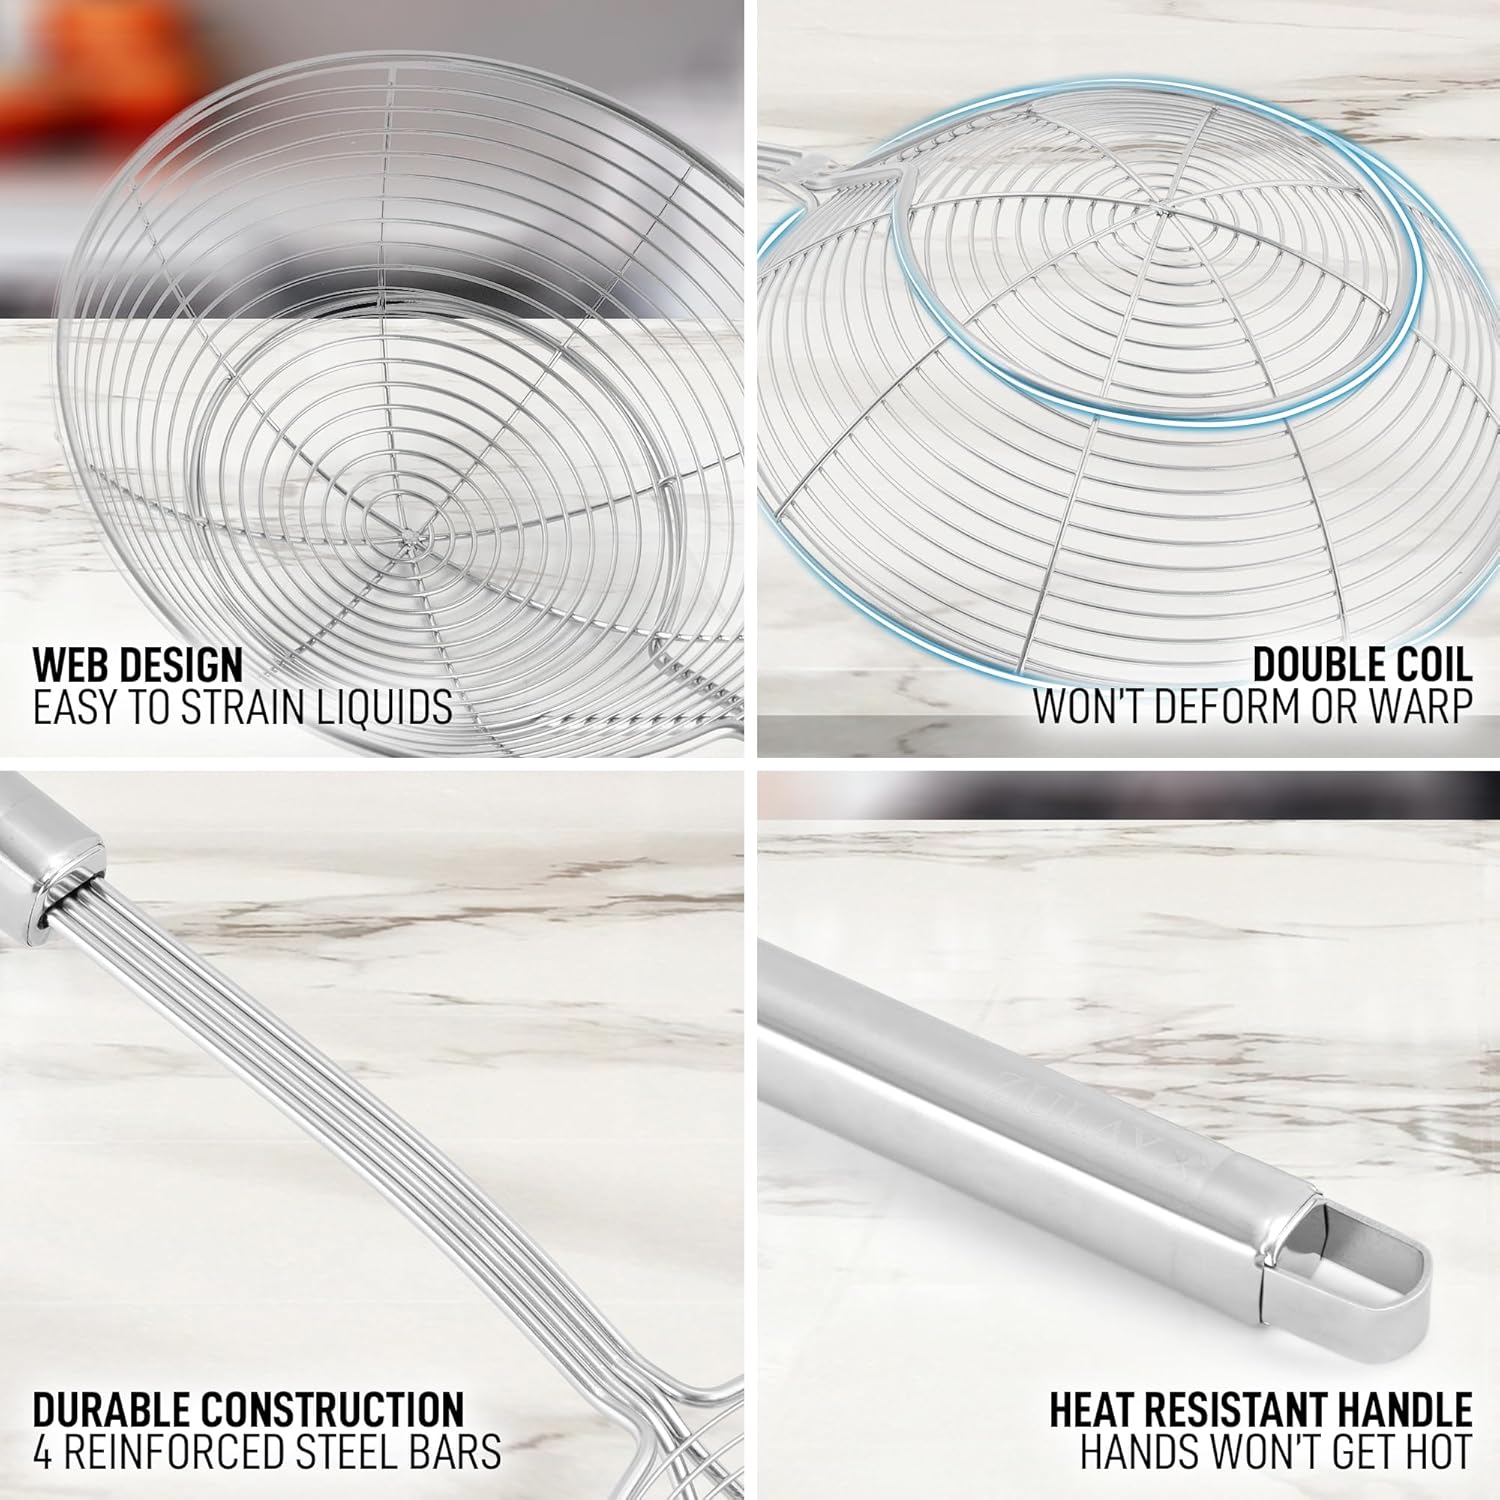 WEB DESIGN
EASY TO STRAIN LIQUIDS
DOUBLE COIL
WON'T DEFORM OR WARP
DURABLE CONSTRUCTION
4 REINFORCED STEEL BARS
ZULAY
HEAT RESISTANT HANDLE
HANDS WON'T GET HOT